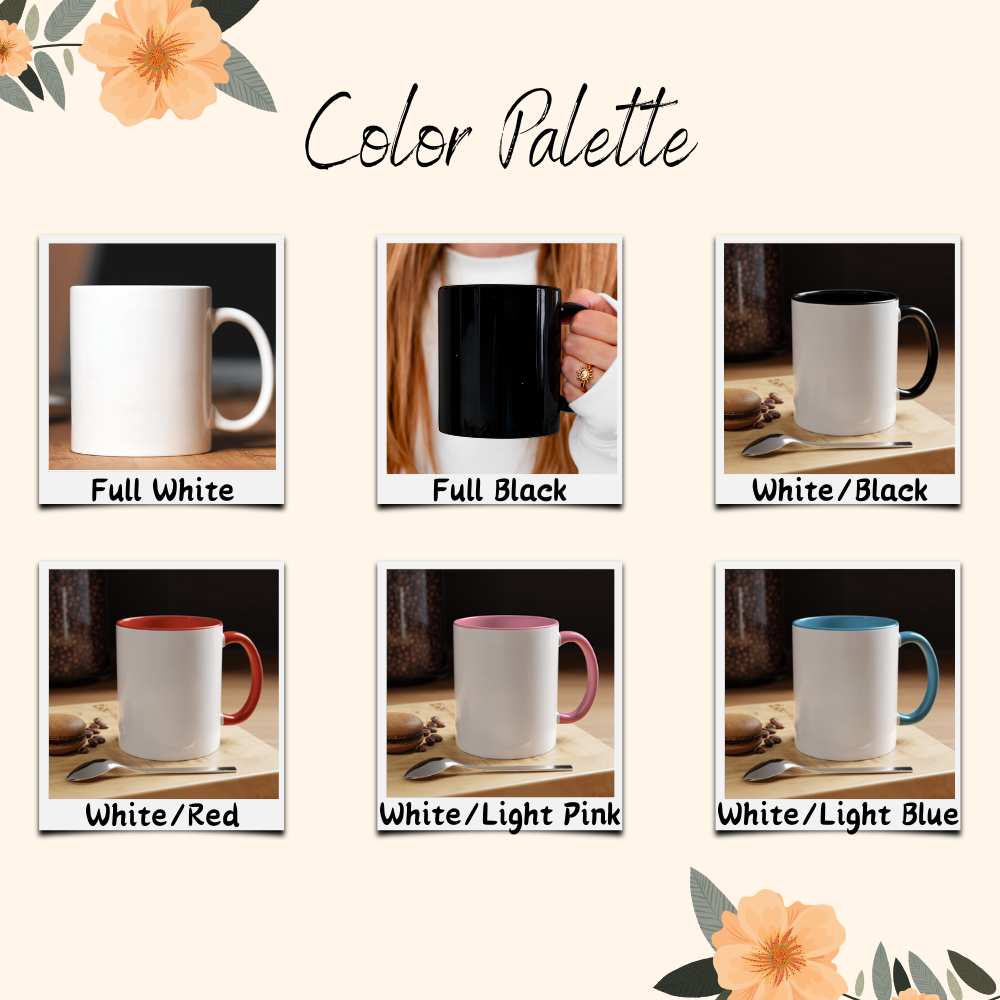 Color Palette
Full White
Full Black
White/Black
White/Red
White/Light Pink
White/Light Blue